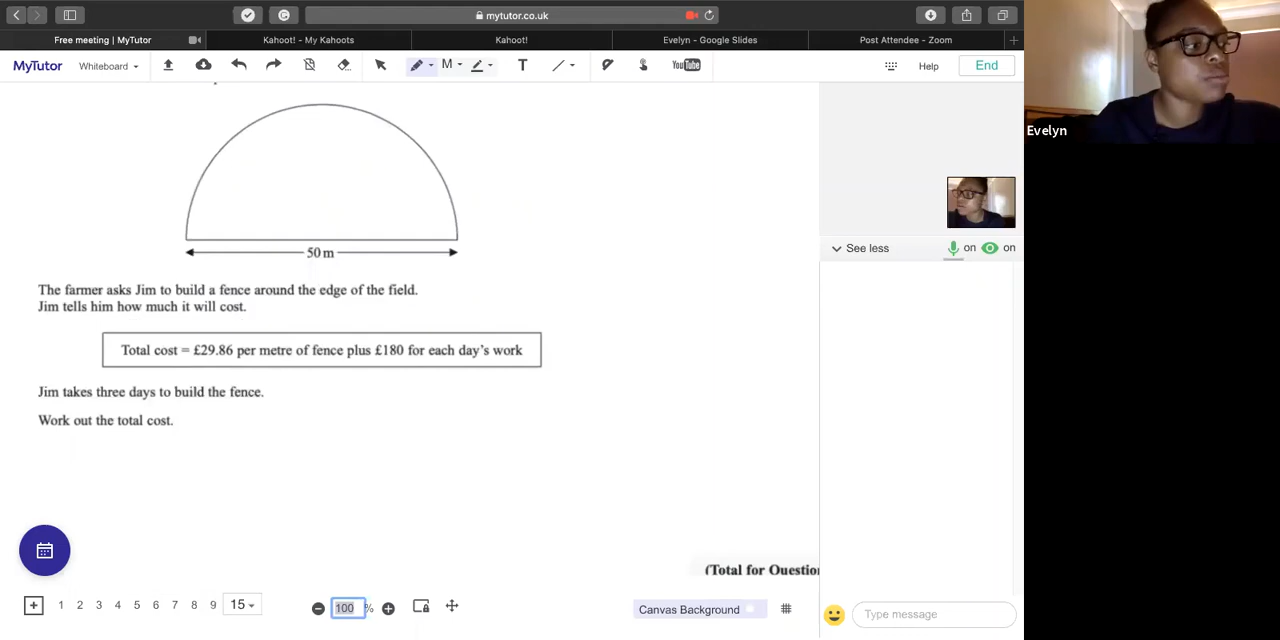 mytutor.co.uk
Free meeting | MyTutor
Kahoot! - My Kahoots
Kahoot!
Evelyn - Google Slides
Post Attendee - Zoom
MyTutor
Whiteboard
M
T
YouTube
Help
End
Evelyn
50 m
See less
on
on
The farmer asks Jim to build a fence around the edge of the field.
Jim tells him how much it will cost.
Total cost = £29.86 per metre of fence plus £180 for each day's work
Jim takes three days to build the fence.
Work out the total cost.
(Total for Question
1 2 3 4 5 6 7 8 9 15
100 %
Canvas Background
Type message